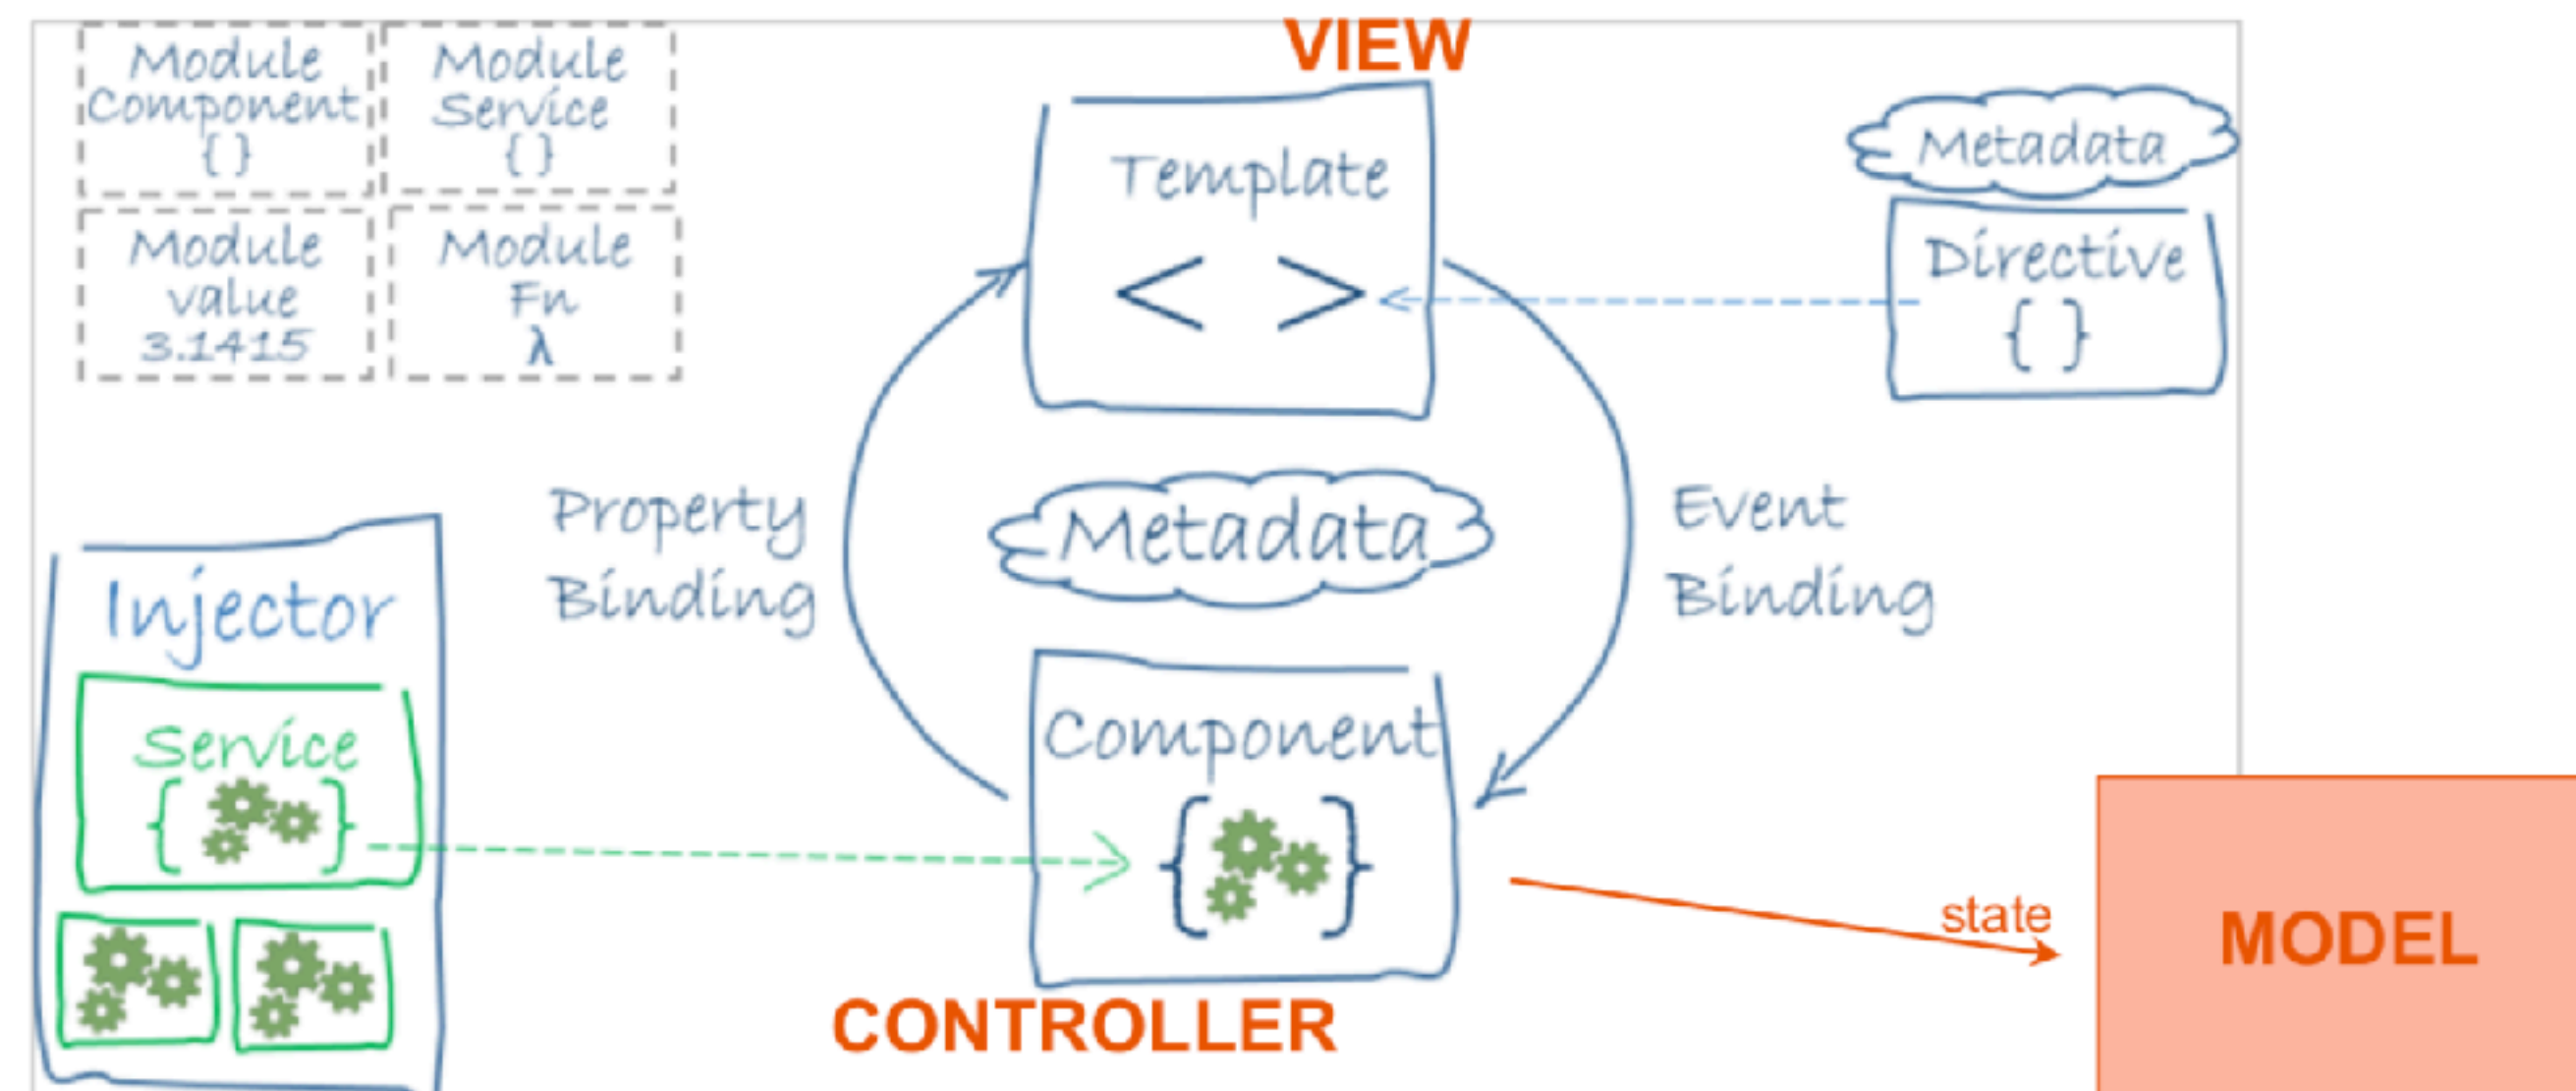 VIEW
Module
Component
{ }
Module
Service
{ }
Module
value
3.1415
Module
Fn
λ
Template
< >
Metadata
Directive
{ }
Property
Binding
Metadata
Event
Binding
Injector
Service
{ }
Component
{ }
state
MODEL
CONTROLLER